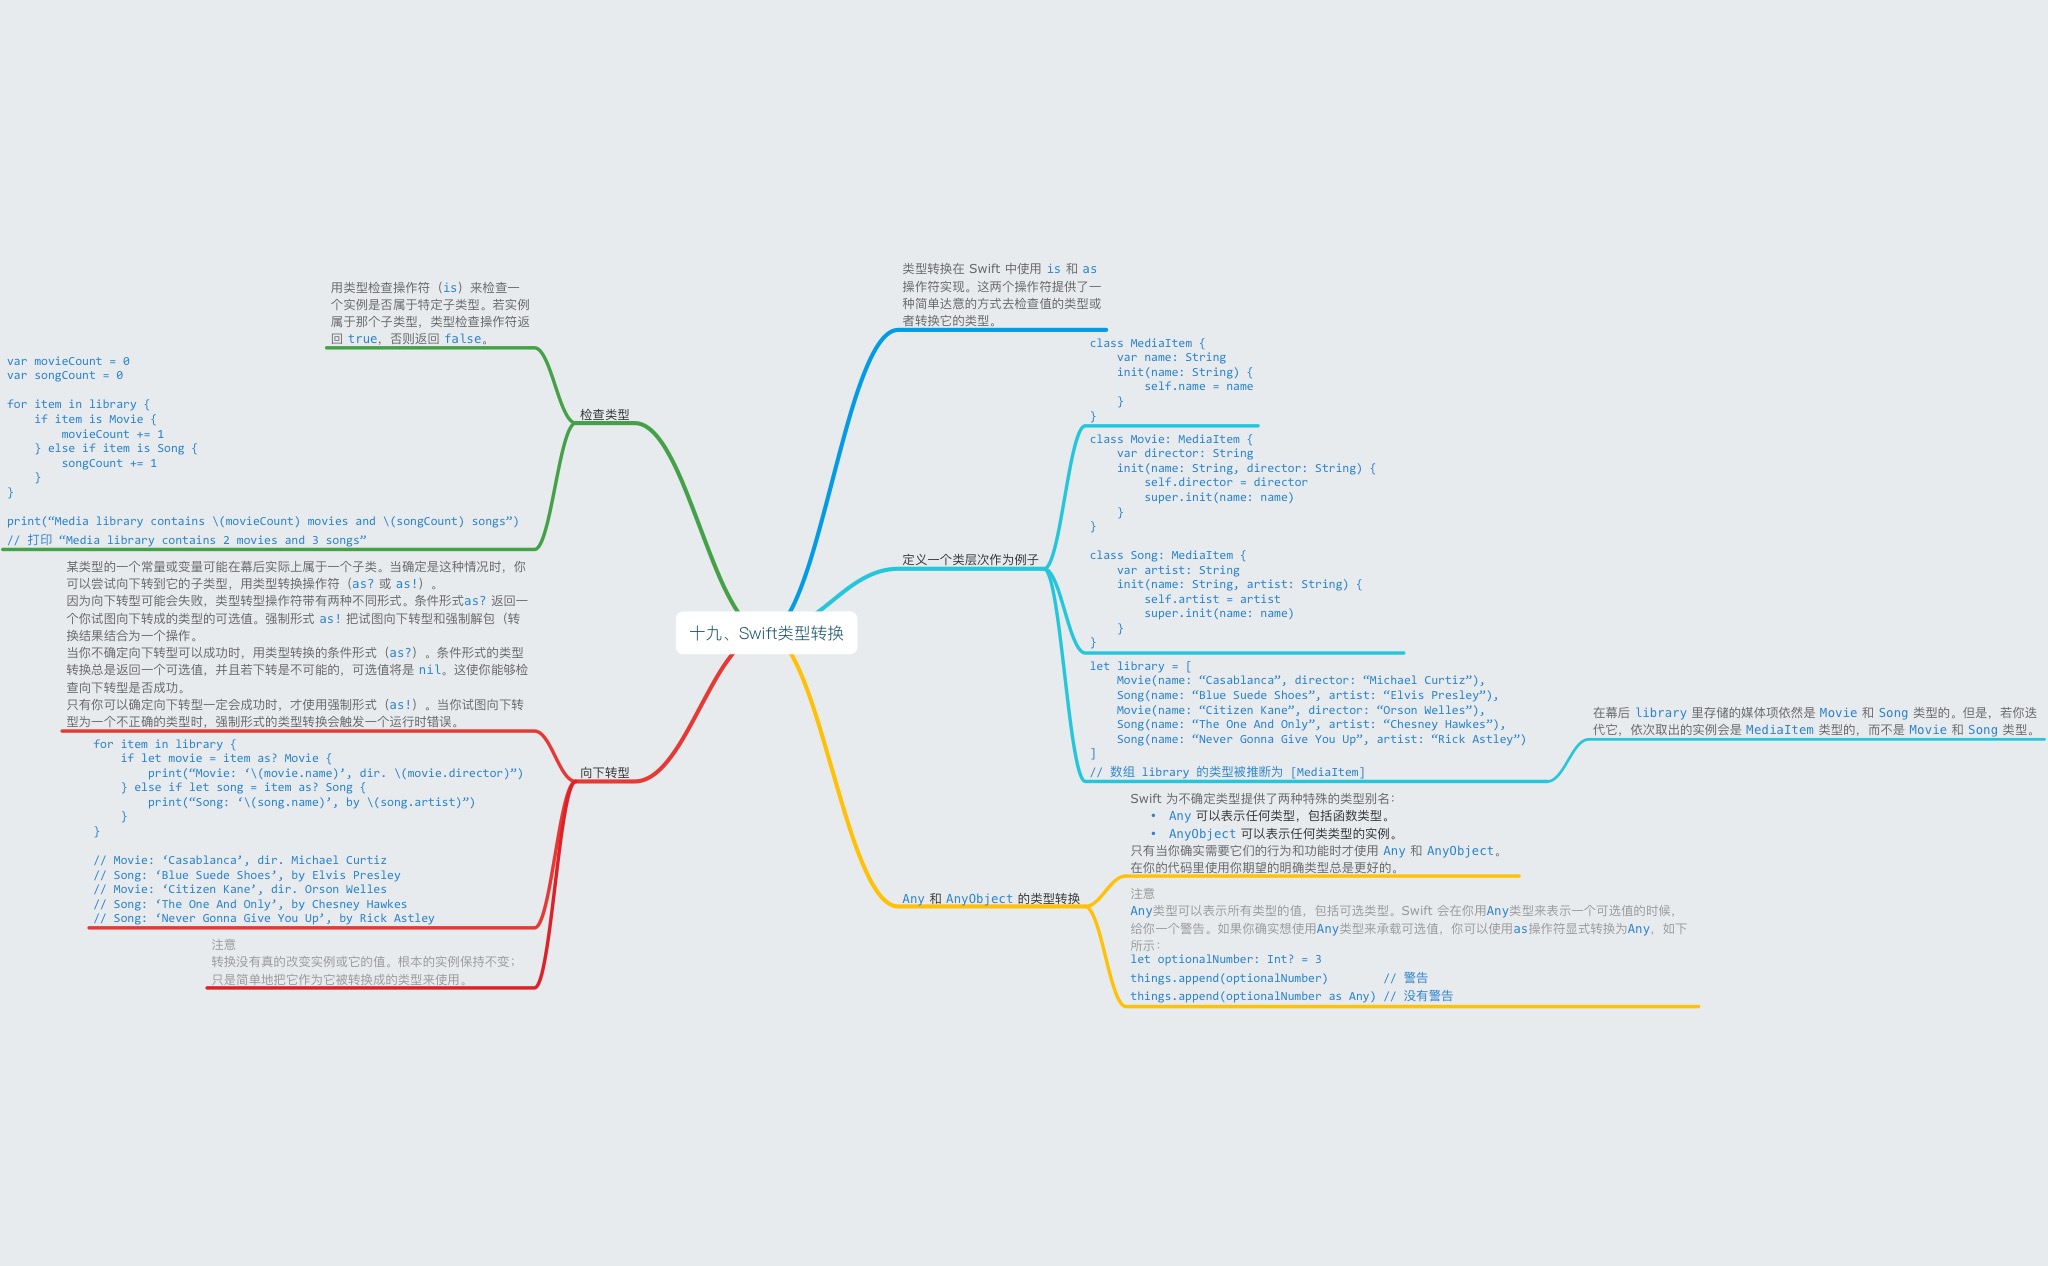 十九、Swift类型转换
类型转换在 Swift 中使用 is 和 as
操作符实现。这两个操作符提供了一
种简单达意的方式去检查值的类型或
者转换它的类型。
定义一个类层次作为例子
class MediaItem {
    var name: String
    init(name: String) {
        self.name = name
    }
}
class Movie: MediaItem {
    var director: String
    init(name: String, director: String) {
        self.director = director
        super.init(name: name)
    }
}

class Song: MediaItem {
    var artist: String
    init(name: String, artist: String) {
        self.artist = artist
        super.init(name: name)
    }
}
let library = [
    Movie(name: “Casablanca”, director: “Michael Curtiz”),
    Song(name: “Blue Suede Shoes”, artist: “Elvis Presley”),
    Movie(name: “Citizen Kane”, director: “Orson Welles”),
    Song(name: “The One And Only”, artist: “Chesney Hawkes”),
    Song(name: “Never Gonna Give You Up”, artist: “Rick Astley”)
]
// 数组 library 的类型被推断为 [MediaItem]
在幕后 library 里存储的媒体项依然是 Movie 和 Song 类型的。但是，若你迭
代它，依次取出的实例会是 MediaItem 类型的，而不是 Movie 和 Song 类型。
Any 和 AnyObject 的类型转换
Swift 为不确定类型提供了两种特殊的类型别名：
• Any 可以表示任何类型，包括函数类型。
• AnyObject 可以表示任何类类型的实例。
只有当你确实需要它们的行为和功能时才使用 Any 和 AnyObject。
在你的代码里使用你期望的明确类型总是更好的。
注意
Any类型可以表示所有类型的值，包括可选类型。Swift 会在你用Any类型来表示一个可选值的时候，
给你一个警告。如果你确实想使用Any类型来承载可选值，你可以使用as操作符显式转换为Any，如下
所示：
let optionalNumber: Int? = 3
things.append(optionalNumber)        // 警告
things.append(optionalNumber as Any) // 没有警告
检查类型
用类型检查操作符（is）来检查一
个实例是否属于特定子类型。若实例
属于那个子类型，类型检查操作符返
回 true，否则返回 false。
var movieCount = 0
var songCount = 0

for item in library {
    if item is Movie {
        movieCount += 1
    } else if item is Song {
        songCount += 1
    }
}

print(“Media library contains \(movieCount) movies and \(songCount) songs”)
// 打印 “Media library contains 2 movies and 3 songs”
向下转型
某类型的一个常量或变量可能在幕后实际上属于一个子类。当确定是这种情况时，你
可以尝试向下转到它的子类型，用类型转换操作符（as? 或 as!）。
因为向下转型可能会失败，类型转型操作符带有两种不同形式。条件形式as? 返回一
个你试图向下转成的类型的可选值。强制形式 as! 把试图向下转型和强制解包（转
换结果结合为一个操作。
当你不确定向下转型可以成功时，用类型转换的条件形式（as?）。条件形式的类型
转换总是返回一个可选值，并且若下转是不可能的，可选值将是 nil。这使你能够检
查向下转型是否成功。
只有你可以确定向下转型一定会成功时，才使用强制形式（as!）。当你试图向下转
型为一个不正确的类型时，强制形式的类型转换会触发一个运行时错误。
for item in library {
    if let movie = item as? Movie {
        print(“Movie: ‘\(movie.name)’, dir. \(movie.director)”)
    } else if let song = item as? Song {
        print(“Song: ‘\(song.name)’, by \(song.artist)”)
    }
}

// Movie: ‘Casablanca’, dir. Michael Curtiz
// Song: ‘Blue Suede Shoes’, by Elvis Presley
// Movie: ‘Citizen Kane’, dir. Orson Welles
// Song: ‘The One And Only’, by Chesney Hawkes
// Song: ‘Never Gonna Give You Up’, by Rick Astley
注意
转换没有真的改变实例或它的值。根本的实例保持不变；
只是简单地把它作为它被转换成的类型来使用。